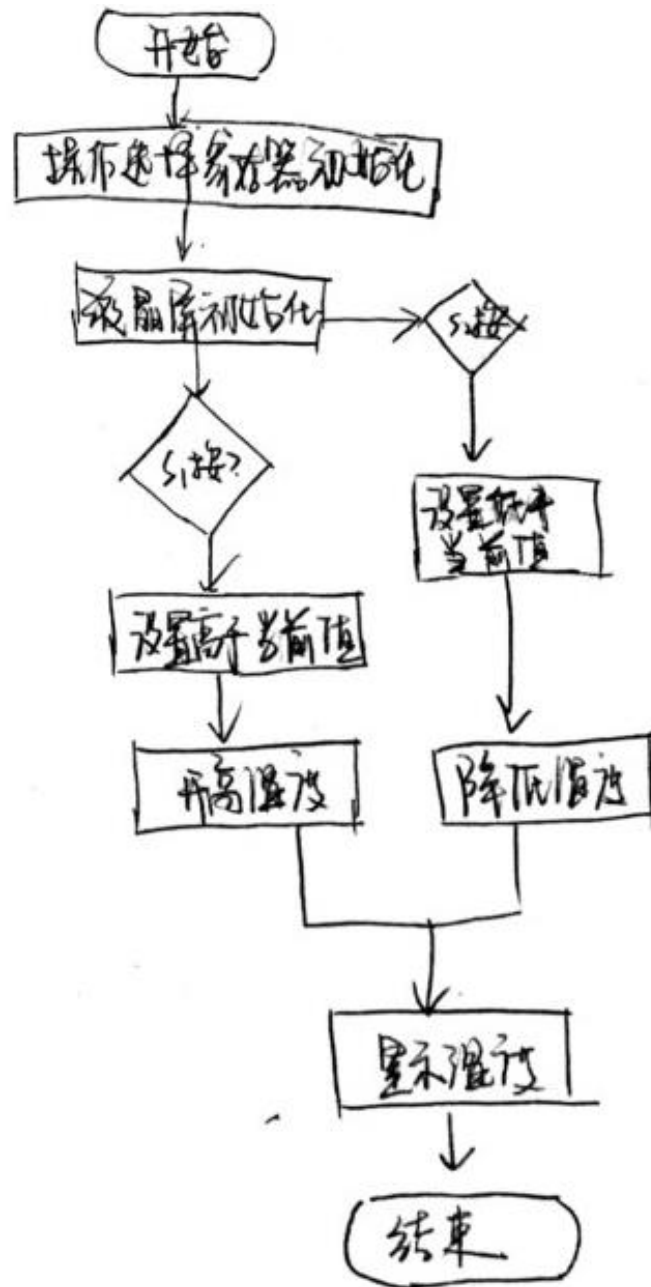 开始
操作选择寄存器初始化
液晶屏初始化
S₂按
S₁按?
设置低于
当前值
设置高于当前值
升高温度
降低温度
显示温度
结束